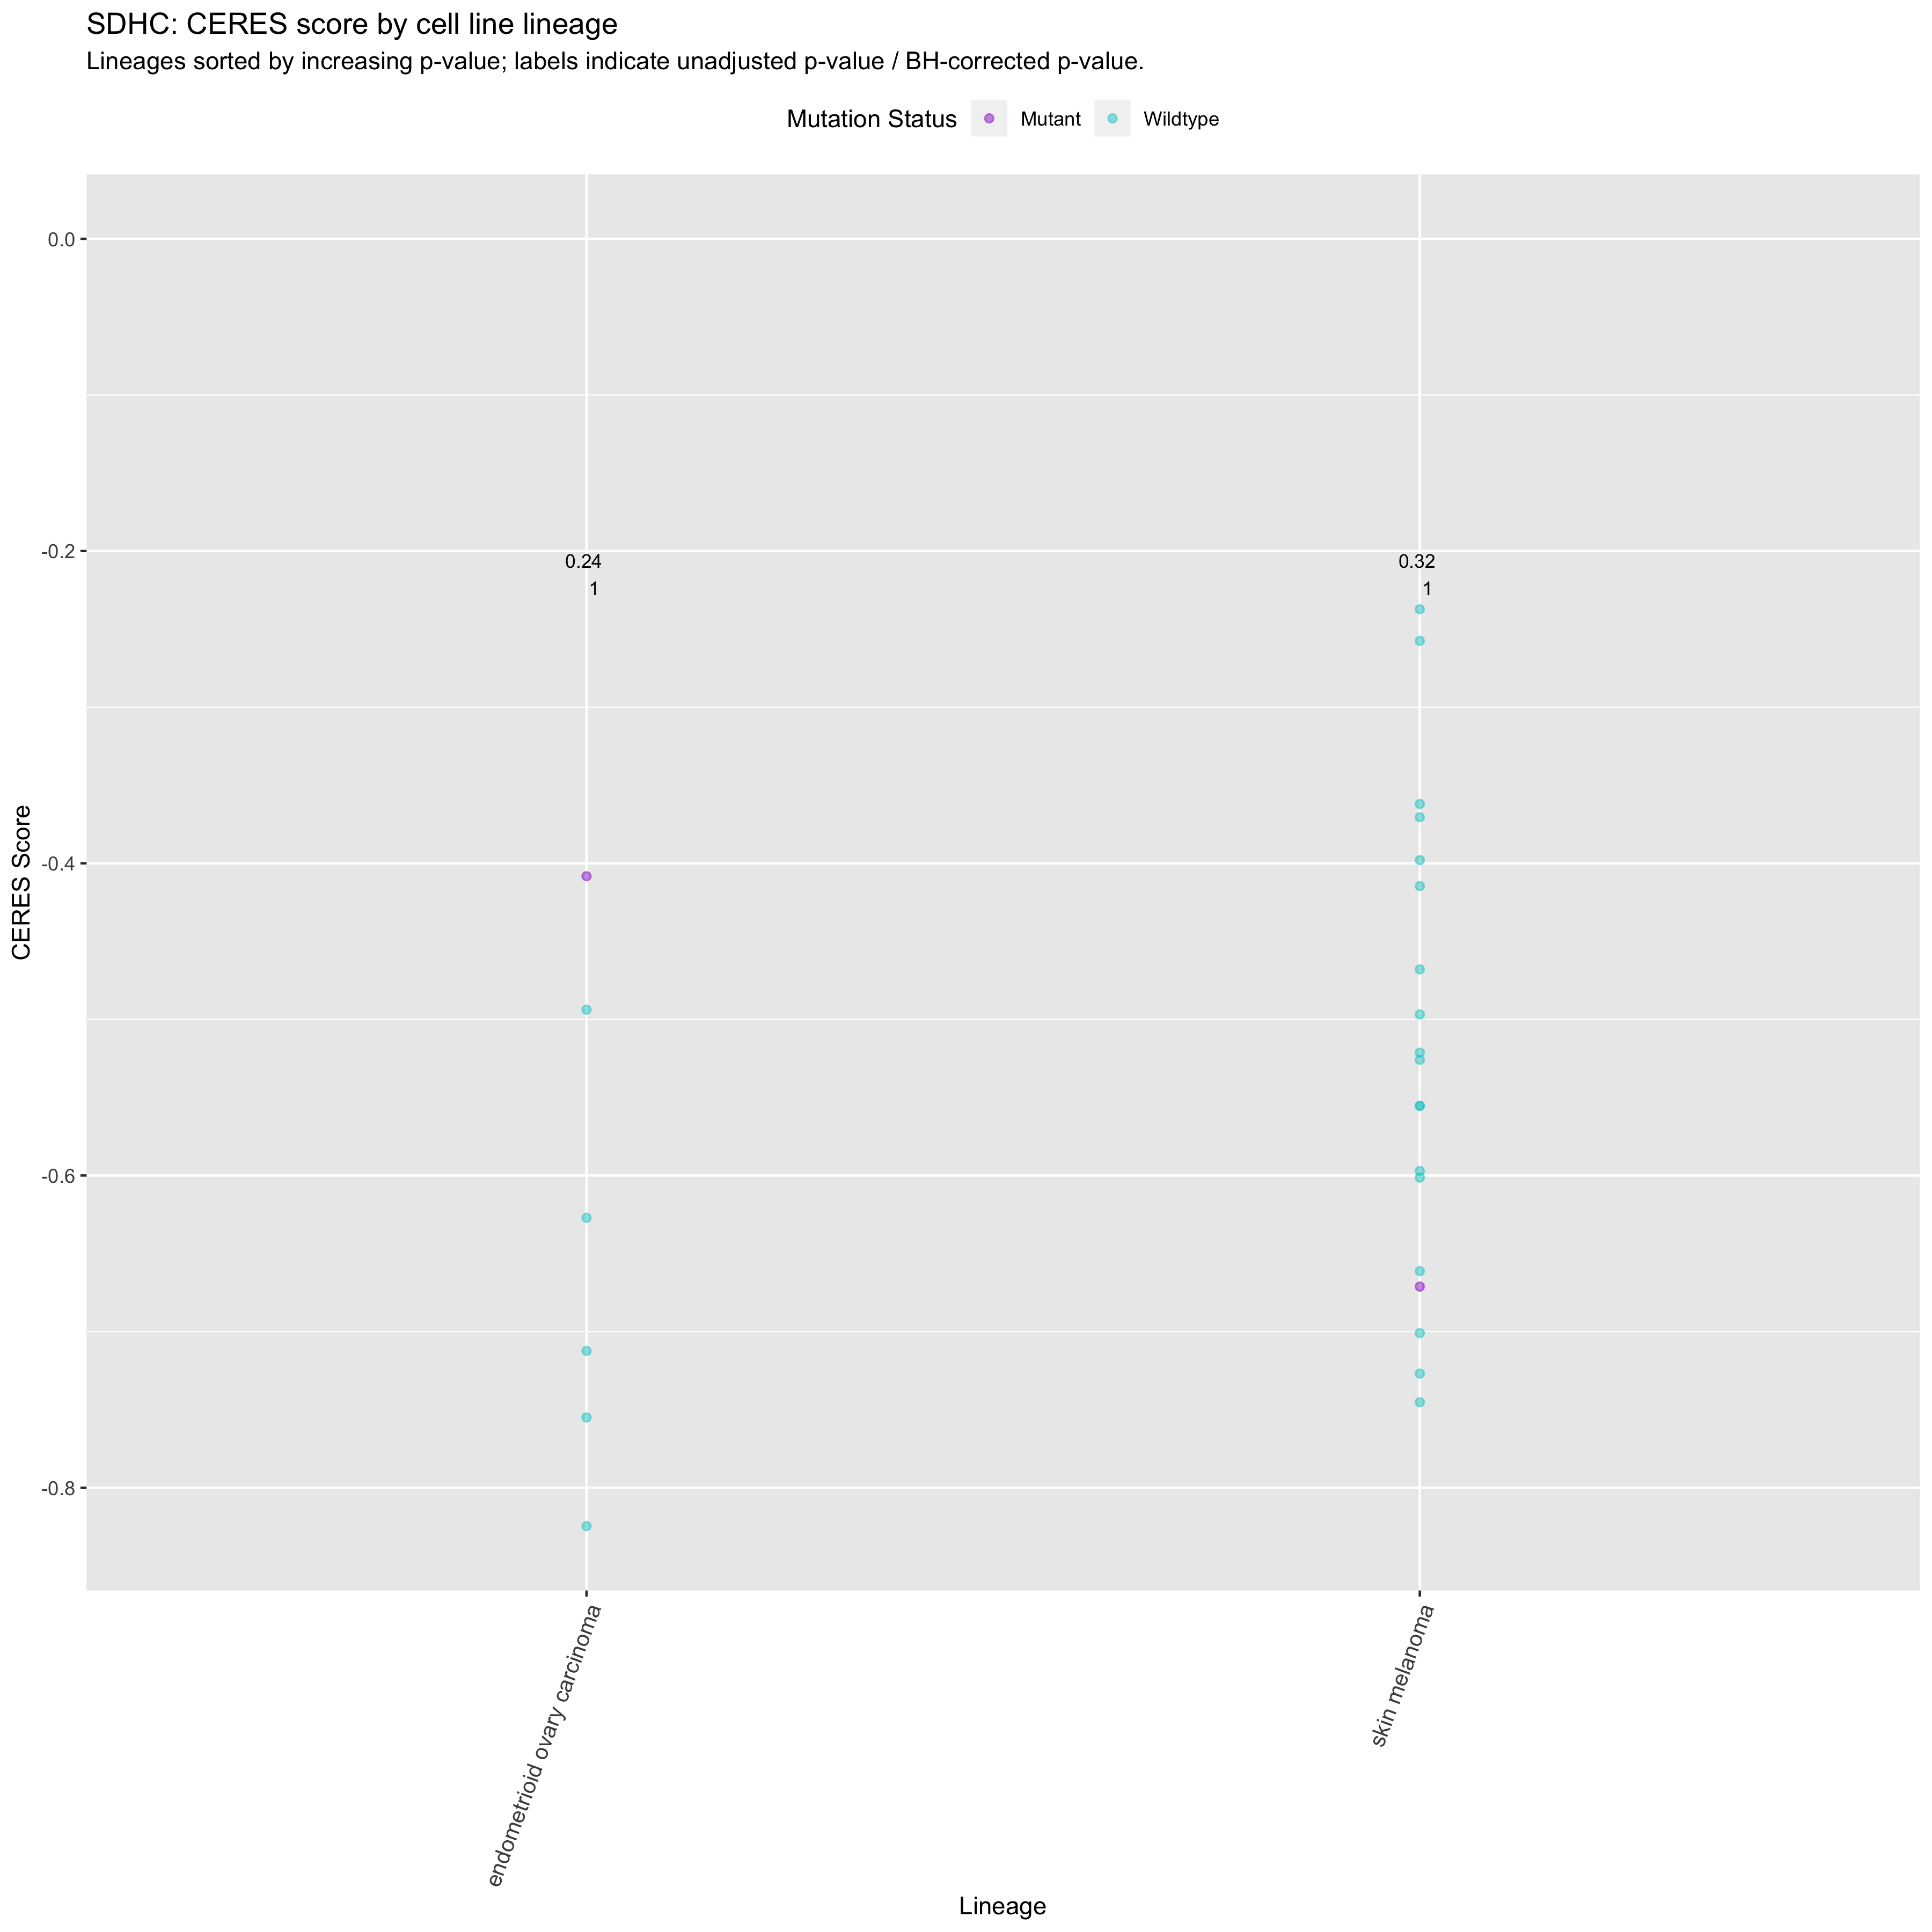 SDHC: CERES score by cell line lineage
Lineages sorted by increasing p-value; labels indicate unadjusted p-value / BH-corrected p-value.
Mutation Status Mutant Wildtype
0.0
-0.2
-0.4
-0.6
-0.8
CERES Score
0.24
1
0.32
1
endometrioid ovary carcinoma
skin melanoma
Lineage